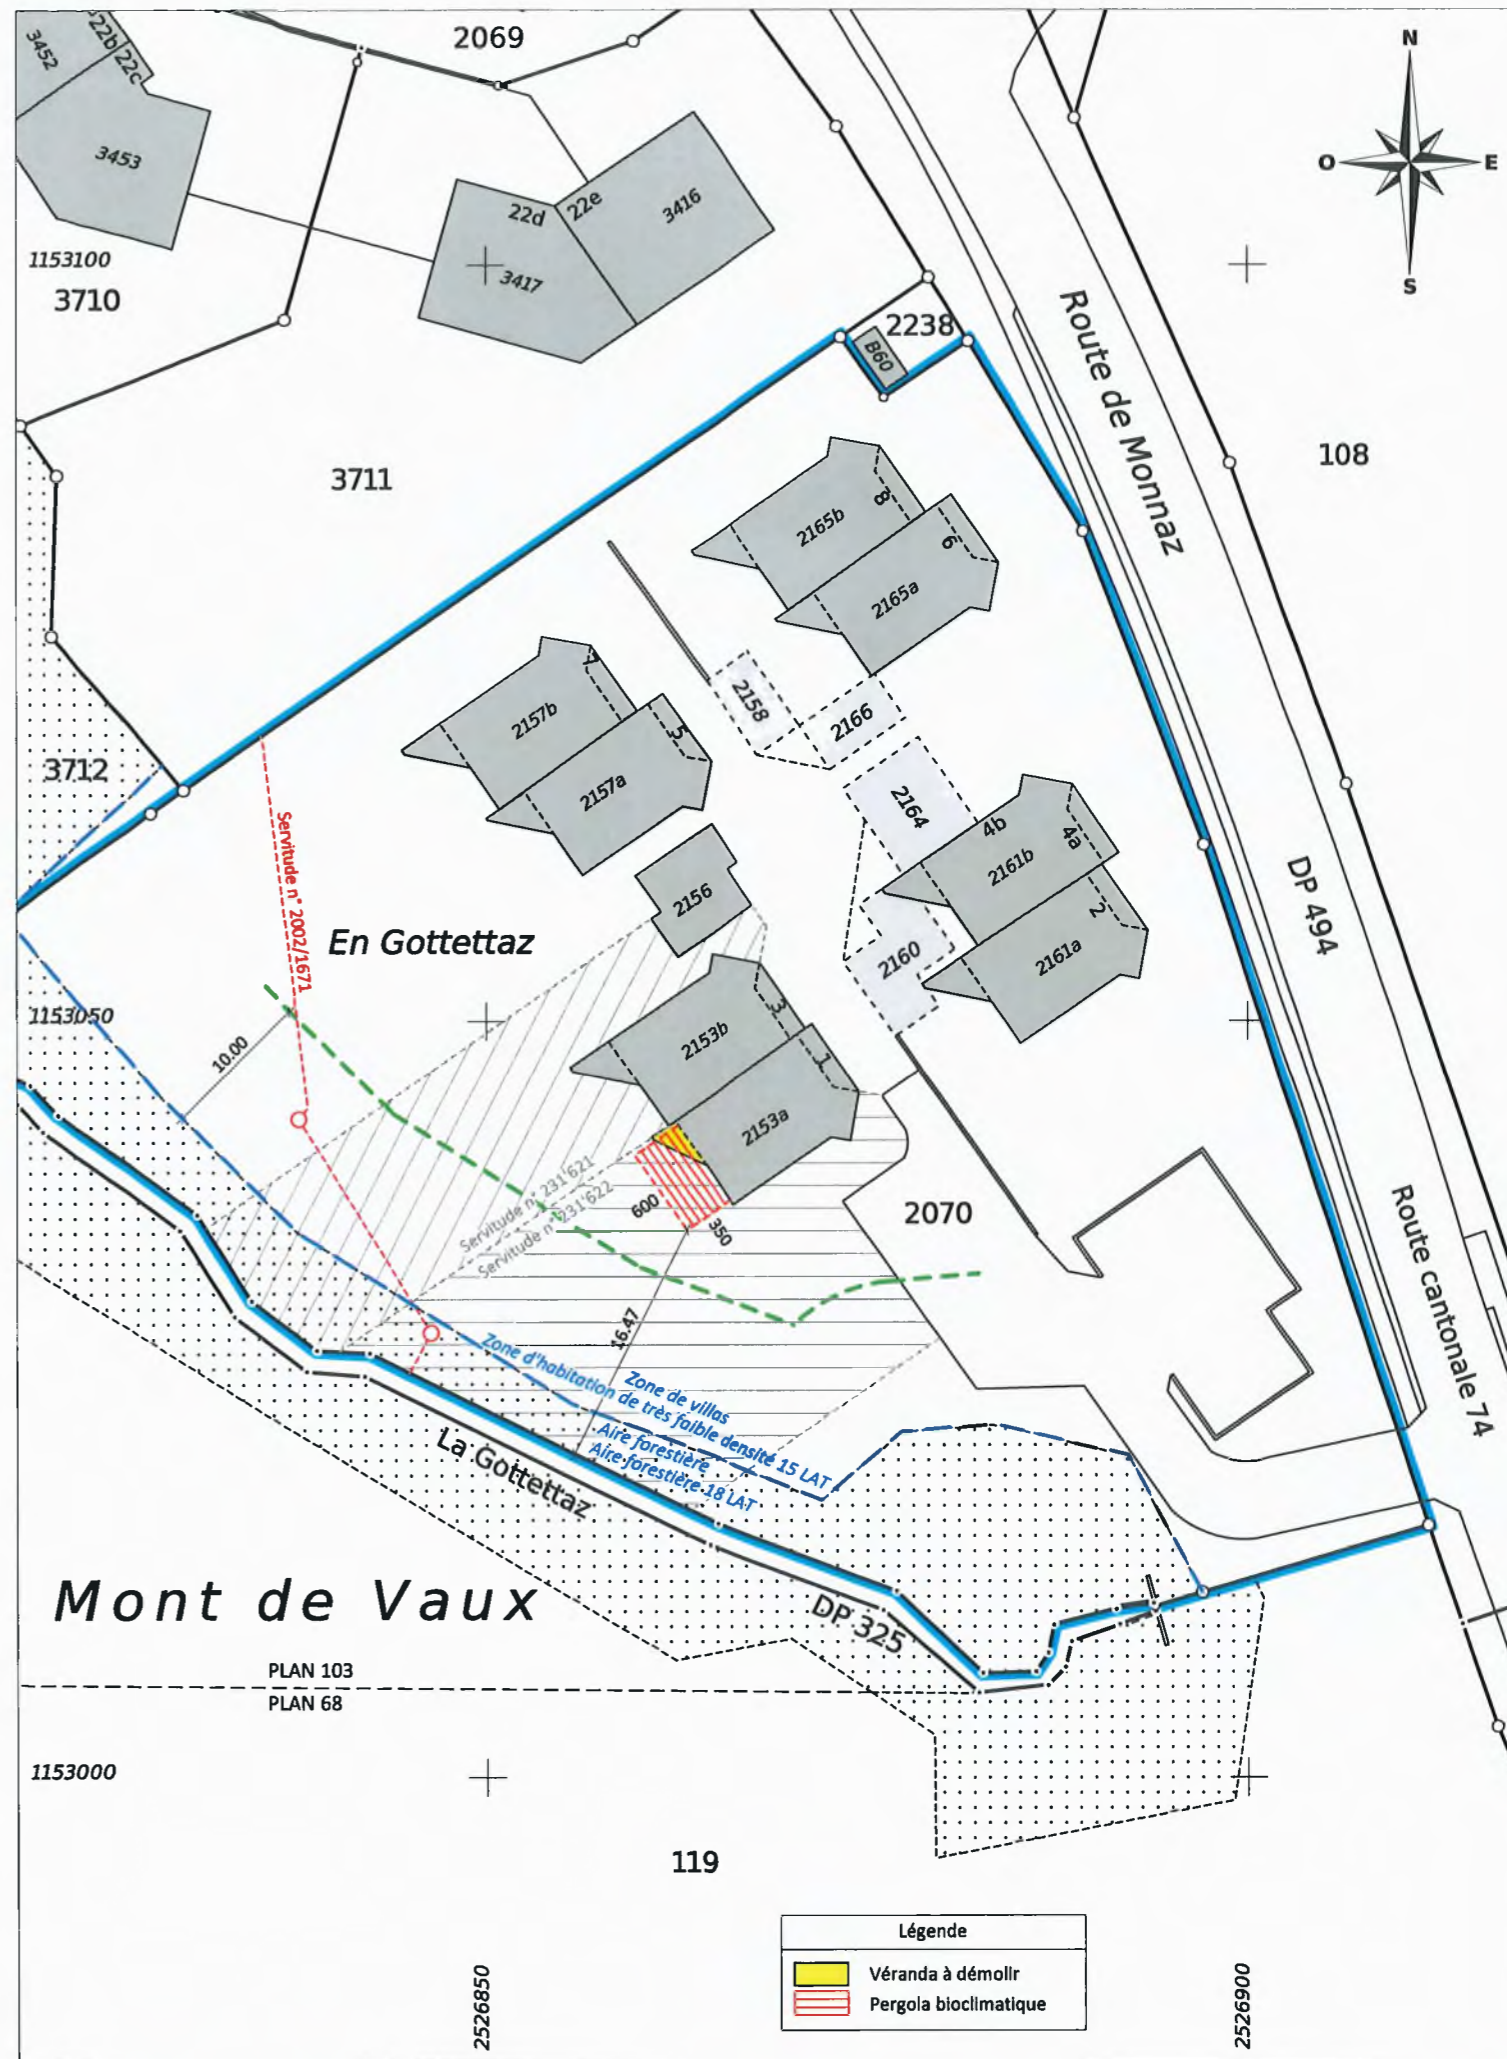 2069
N
O
E
S
3452
22b
22c
3453
22d
22e
3416
3417
1153100
3710
2238
B60
Route de Monnaz
108
3711
2165b
8
6
2165a
7
2157b
5
2157a
2158
2166
2164
3712
Servitude n° 2002/1671
4b
4a
2161b
2
2161a
2156
2160
DP 494
En Gottettaz
1153050
10.00
3
2153b
1
2153a
Servitude n° 231'621
Servitude n° 231'622
600
350
2070
Route cantonale 74
16.47
Zone de villas
Zone d'habitation de très faible densité 15 LAT
Aire forestière
Aire forestière 18 LAT
La Gottettaz
Mont de Vaux
DP 325
PLAN 103
PLAN 68
1153000
119
Légende
Véranda à démolir
Pergola bioclimatique
2526850
2526900